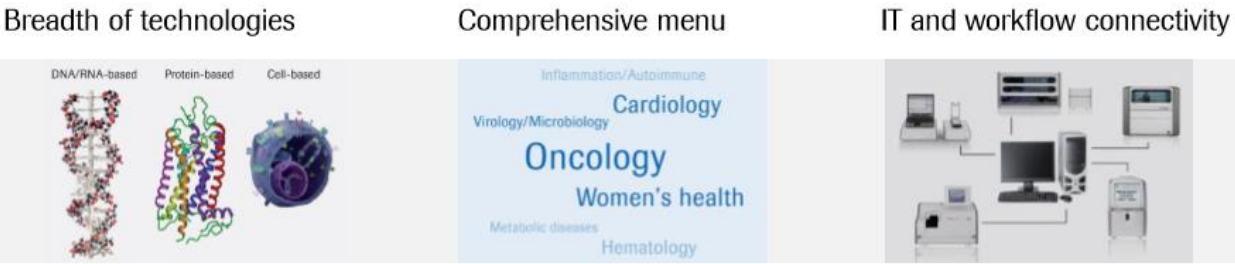 Breadth of technologies
Comprehensive menu
IT and workflow connectivity
DNA/RNA-based
Protein-based
Cell-based
Inflammation/Autoimmune
Cardiology
Virology/Microbiology
Oncology
Women's health
Metabolic diseases
Hematology